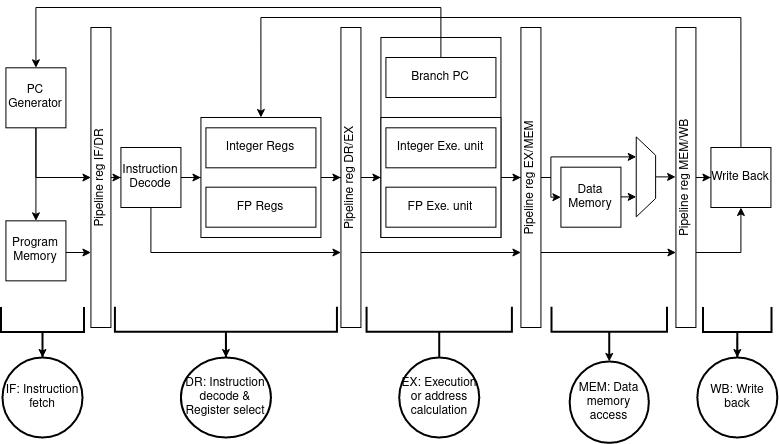 Branch PC
PC
Generator
Pipeline reg IF/DR
Instruction
Decode
Integer Regs
FP Regs
Pipeline reg DR/EX
Integer Exe. unit
FP Exe. unit
Pipeline reg EX/MEM
Data
Memory
Pipeline reg MEM/WB
Write Back
Program
Memory
IF: Instruction
fetch
DR: Instruction
decode &
Register select
EX: Execution
or address
calculation
MEM: Data
memory
access
WB: Write
back